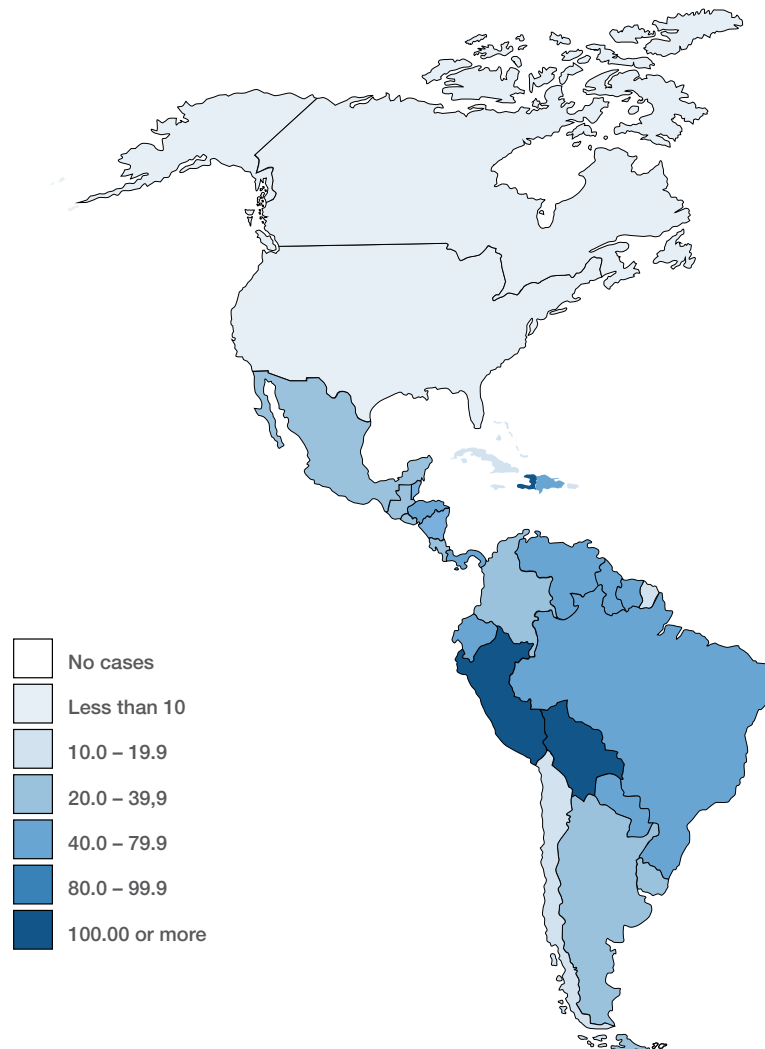 No cases
Less than 10
10.0 – 19.9
20.0 – 39,9
40.0 – 79.9
80.0 – 99.9
100.00 or more